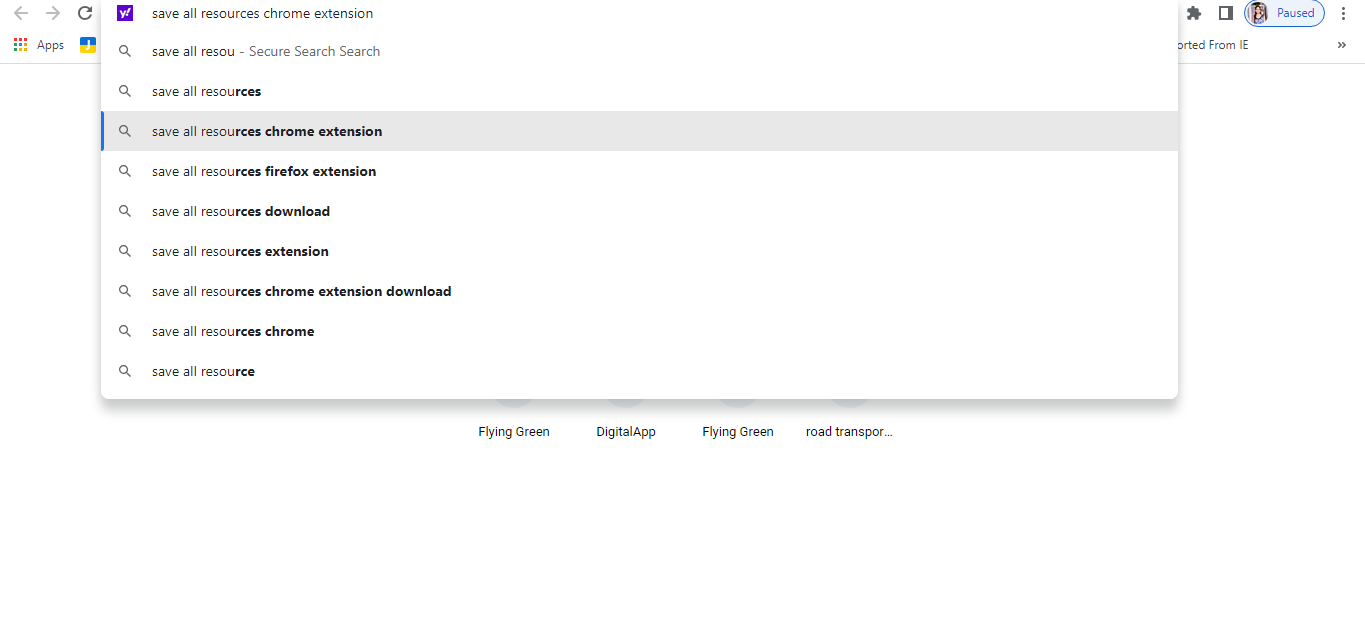 save all resources chrome extension
Paused
Apps
orted From IE
save all resou - Secure Search Search
save all resources
save all resources chrome extension
save all resources firefox extension
save all resources download
save all resources extension
save all resources chrome extension download
save all resources chrome
save all resource
Flying Green
DigitalApp
Flying Green
road transpor...